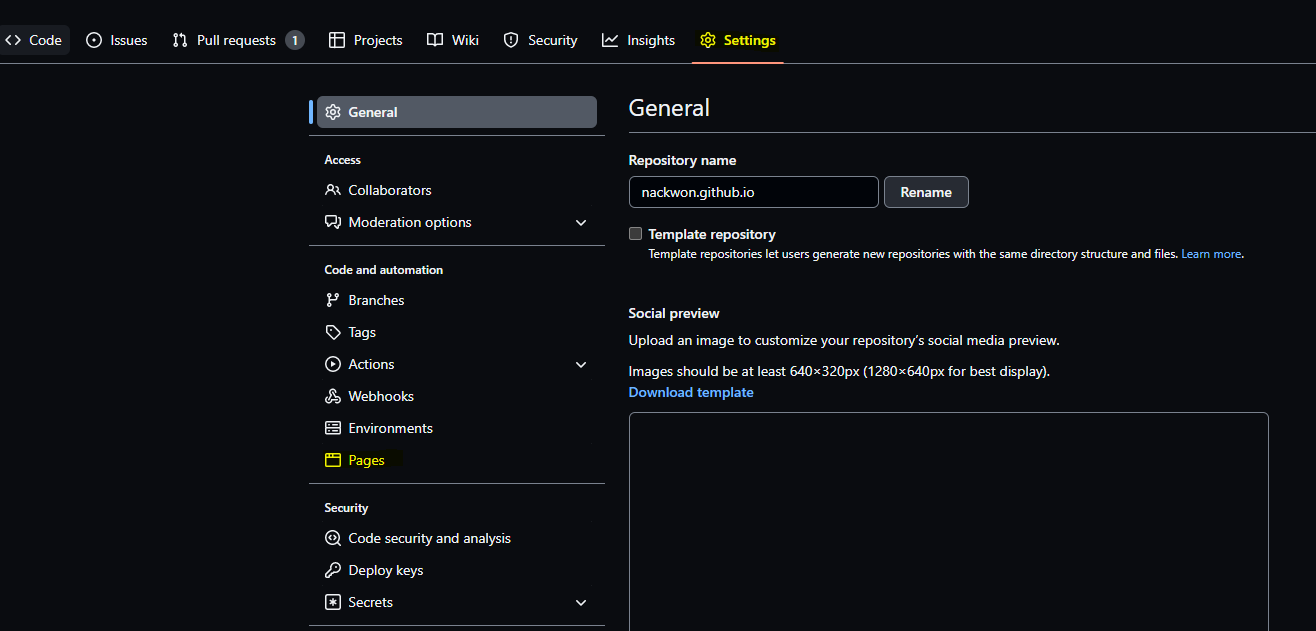 Code Issues Pull requests 1 Projects Wiki Security Insights Settings
General
Access
Collaborators
Moderation options
Code and automation
Branches
Tags
Actions
Webhooks
Environments
Pages
Security
Code security and analysis
Deploy keys
Secrets
General
Repository name
nackwon.github.io Rename
Template repository
Template repositories let users generate new repositories with the same directory structure and files. Learn more.
Social preview
Upload an image to customize your repository’s social media preview.
Images should be at least 640×320px (1280×640px for best display).
Download template